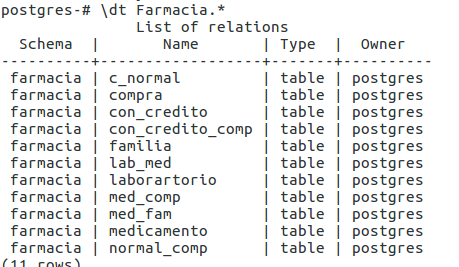 postgres-# \dt Farmacia.*
List of relations
Schema | Name | Type | Owner
----------+------------------+-------+----------
farmacia | c_normal | table | postgres
farmacia | compra | table | postgres
farmacia | con_credito | table | postgres
farmacia | con_credito_comp | table | postgres
farmacia | familia | table | postgres
farmacia | lab_med | table | postgres
farmacia | laborartorio | table | postgres
farmacia | med_comp | table | postgres
farmacia | med_fam | table | postgres
farmacia | medicamento | table | postgres
farmacia | normal_comp | table | postgres
(11 rows)